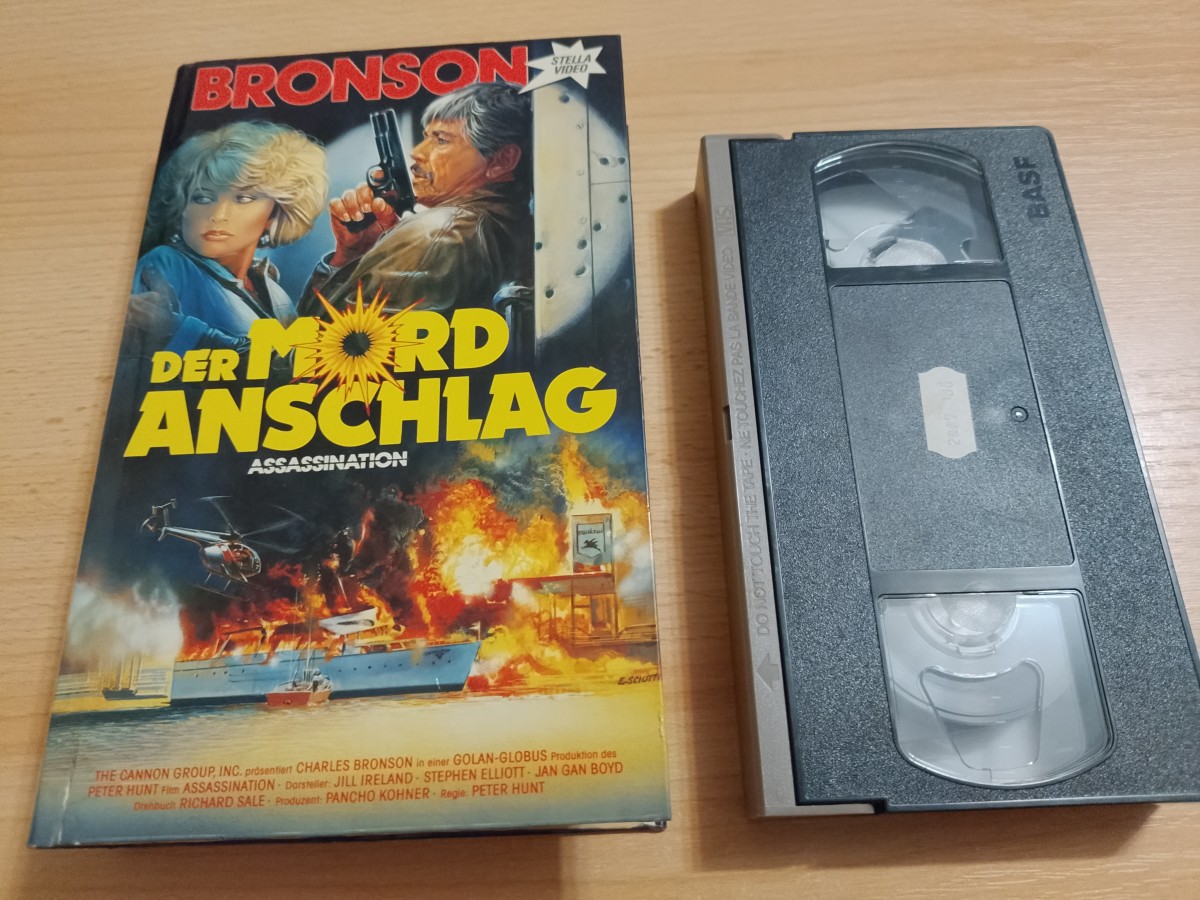 BRONSON
STELLA
VIDEO
DER MORD
ANSCHLAG
ASSASSINATION
THE CANNON GROUP, INC. präsentiert CHARLES BRONSON in einer GOLAN-GLOBUS Produktion des
PETER HUNT Film ASSASSINATION · Darsteller: JILL IRELAND · STEPHEN ELLIOTT · JAN GAN BOYD
Drehbuch RICHARD SALE · Produzent: PANCHO KOHNER · Regie: PETER HUNT
BASF
DO NOT TOUCH THE TAPE · NE TOUCHEZ PAS LA BANDE VIDEO VHS